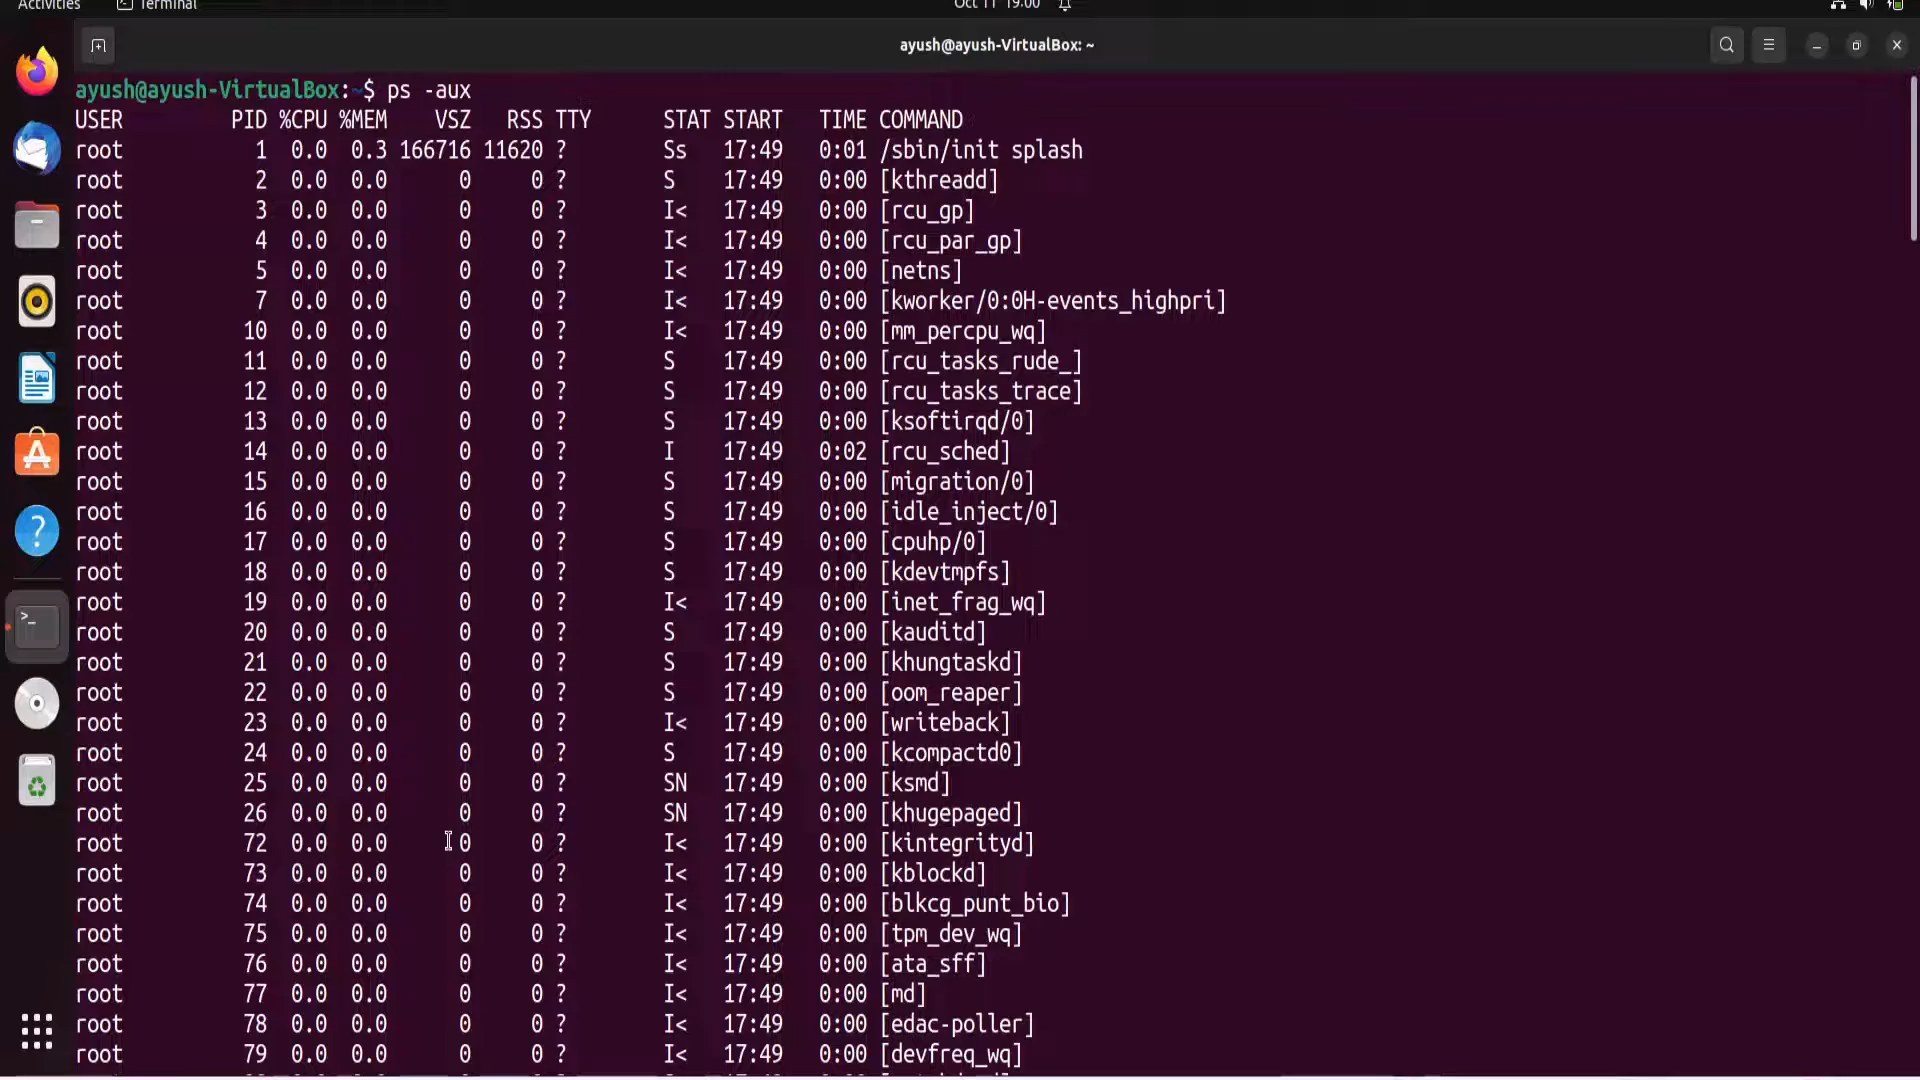 Activities Terminal Oct 11 19:00
ayush@ayush-VirtualBox: ~
ayush@ayush-VirtualBox:~$ ps -aux
USER PID %CPU %MEM VSZ RSS TTY STAT START TIME COMMAND
root 1 0.0 0.3 166716 11620 ? Ss 17:49 0:01 /sbin/init splash
root 2 0.0 0.0 0 0 ? S 17:49 0:00 [kthreadd]
root 3 0.0 0.0 0 0 ? I< 17:49 0:00 [rcu_gp]
root 4 0.0 0.0 0 0 ? I< 17:49 0:00 [rcu_par_gp]
root 5 0.0 0.0 0 0 ? I< 17:49 0:00 [netns]
root 7 0.0 0.0 0 0 ? I< 17:49 0:00 [kworker/0:0H-events_highpri]
root 10 0.0 0.0 0 0 ? I< 17:49 0:00 [mm_percpu_wq]
root 11 0.0 0.0 0 0 ? S 17:49 0:00 [rcu_tasks_rude_]
root 12 0.0 0.0 0 0 ? S 17:49 0:00 [rcu_tasks_trace]
root 13 0.0 0.0 0 0 ? S 17:49 0:00 [ksoftirqd/0]
root 14 0.0 0.0 0 0 ? I 17:49 0:02 [rcu_sched]
root 15 0.0 0.0 0 0 ? S 17:49 0:00 [migration/0]
root 16 0.0 0.0 0 0 ? S 17:49 0:00 [idle_inject/0]
root 17 0.0 0.0 0 0 ? S 17:49 0:00 [cpuhp/0]
root 18 0.0 0.0 0 0 ? S 17:49 0:00 [kdevtmpfs]
root 19 0.0 0.0 0 0 ? I< 17:49 0:00 [inet_frag_wq]
root 20 0.0 0.0 0 0 ? S 17:49 0:00 [kauditd]
root 21 0.0 0.0 0 0 ? S 17:49 0:00 [khungtaskd]
root 22 0.0 0.0 0 0 ? S 17:49 0:00 [oom_reaper]
root 23 0.0 0.0 0 0 ? I< 17:49 0:00 [writeback]
root 24 0.0 0.0 0 0 ? S 17:49 0:00 [kcompactd0]
root 25 0.0 0.0 0 0 ? SN 17:49 0:00 [ksmd]
root 26 0.0 0.0 0 0 ? SN 17:49 0:00 [khugepaged]
root 72 0.0 0.0 0 0 ? I< 17:49 0:00 [kintegrityd]
root 73 0.0 0.0 0 0 ? I< 17:49 0:00 [kblockd]
root 74 0.0 0.0 0 0 ? I< 17:49 0:00 [blkcg_punt_bio]
root 75 0.0 0.0 0 0 ? I< 17:49 0:00 [tpm_dev_wq]
root 76 0.0 0.0 0 0 ? I< 17:49 0:00 [ata_sff]
root 77 0.0 0.0 0 0 ? I< 17:49 0:00 [md]
root 78 0.0 0.0 0 0 ? I< 17:49 0:00 [edac-poller]
root 79 0.0 0.0 0 0 ? I< 17:49 0:00 [devfreq_wq]